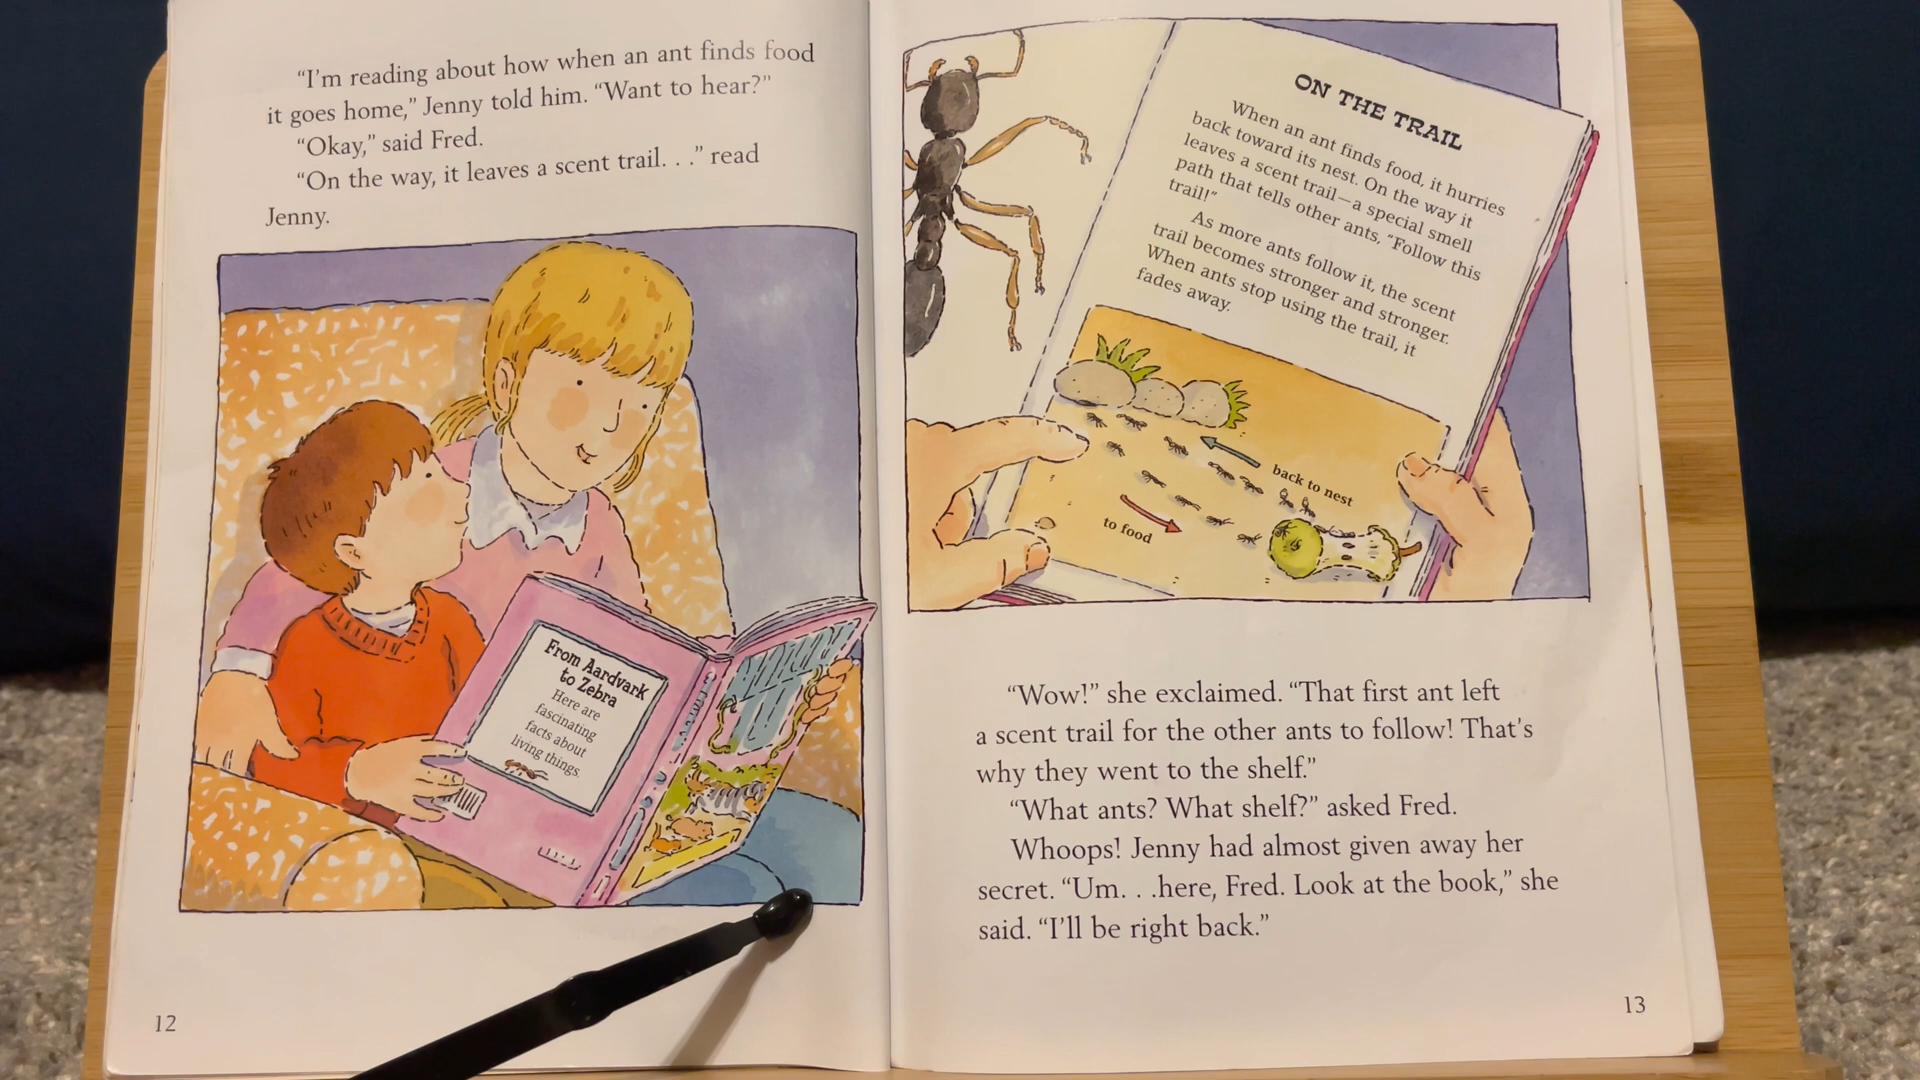 “I’m reading about how when an ant finds food
it goes home,” Jenny told him. “Want to hear?”
“Okay,” said Fred.
“On the way, it leaves a scent trail. . .” read
Jenny.
From Aardvark
to Zebra
Here are
fascinating
facts about
living things.
12
ON THE TRAIL
When an ant finds food, it hurries
back toward its nest. On the way it
leaves a scent trail—a special smell
path that tells other ants, “Follow this
trail!”
As more ants follow it, the scent
trail becomes stronger and stronger.
When ants stop using the trail, it
fades away.
back to nest
to food
“Wow!” she exclaimed. “That first ant left
a scent trail for the other ants to follow! That’s
why they went to the shelf.”
“What ants? What shelf?” asked Fred.
Whoops! Jenny had almost given away her
secret. “Um. . .here, Fred. Look at the book,” she
said. “I’ll be right back.”
13